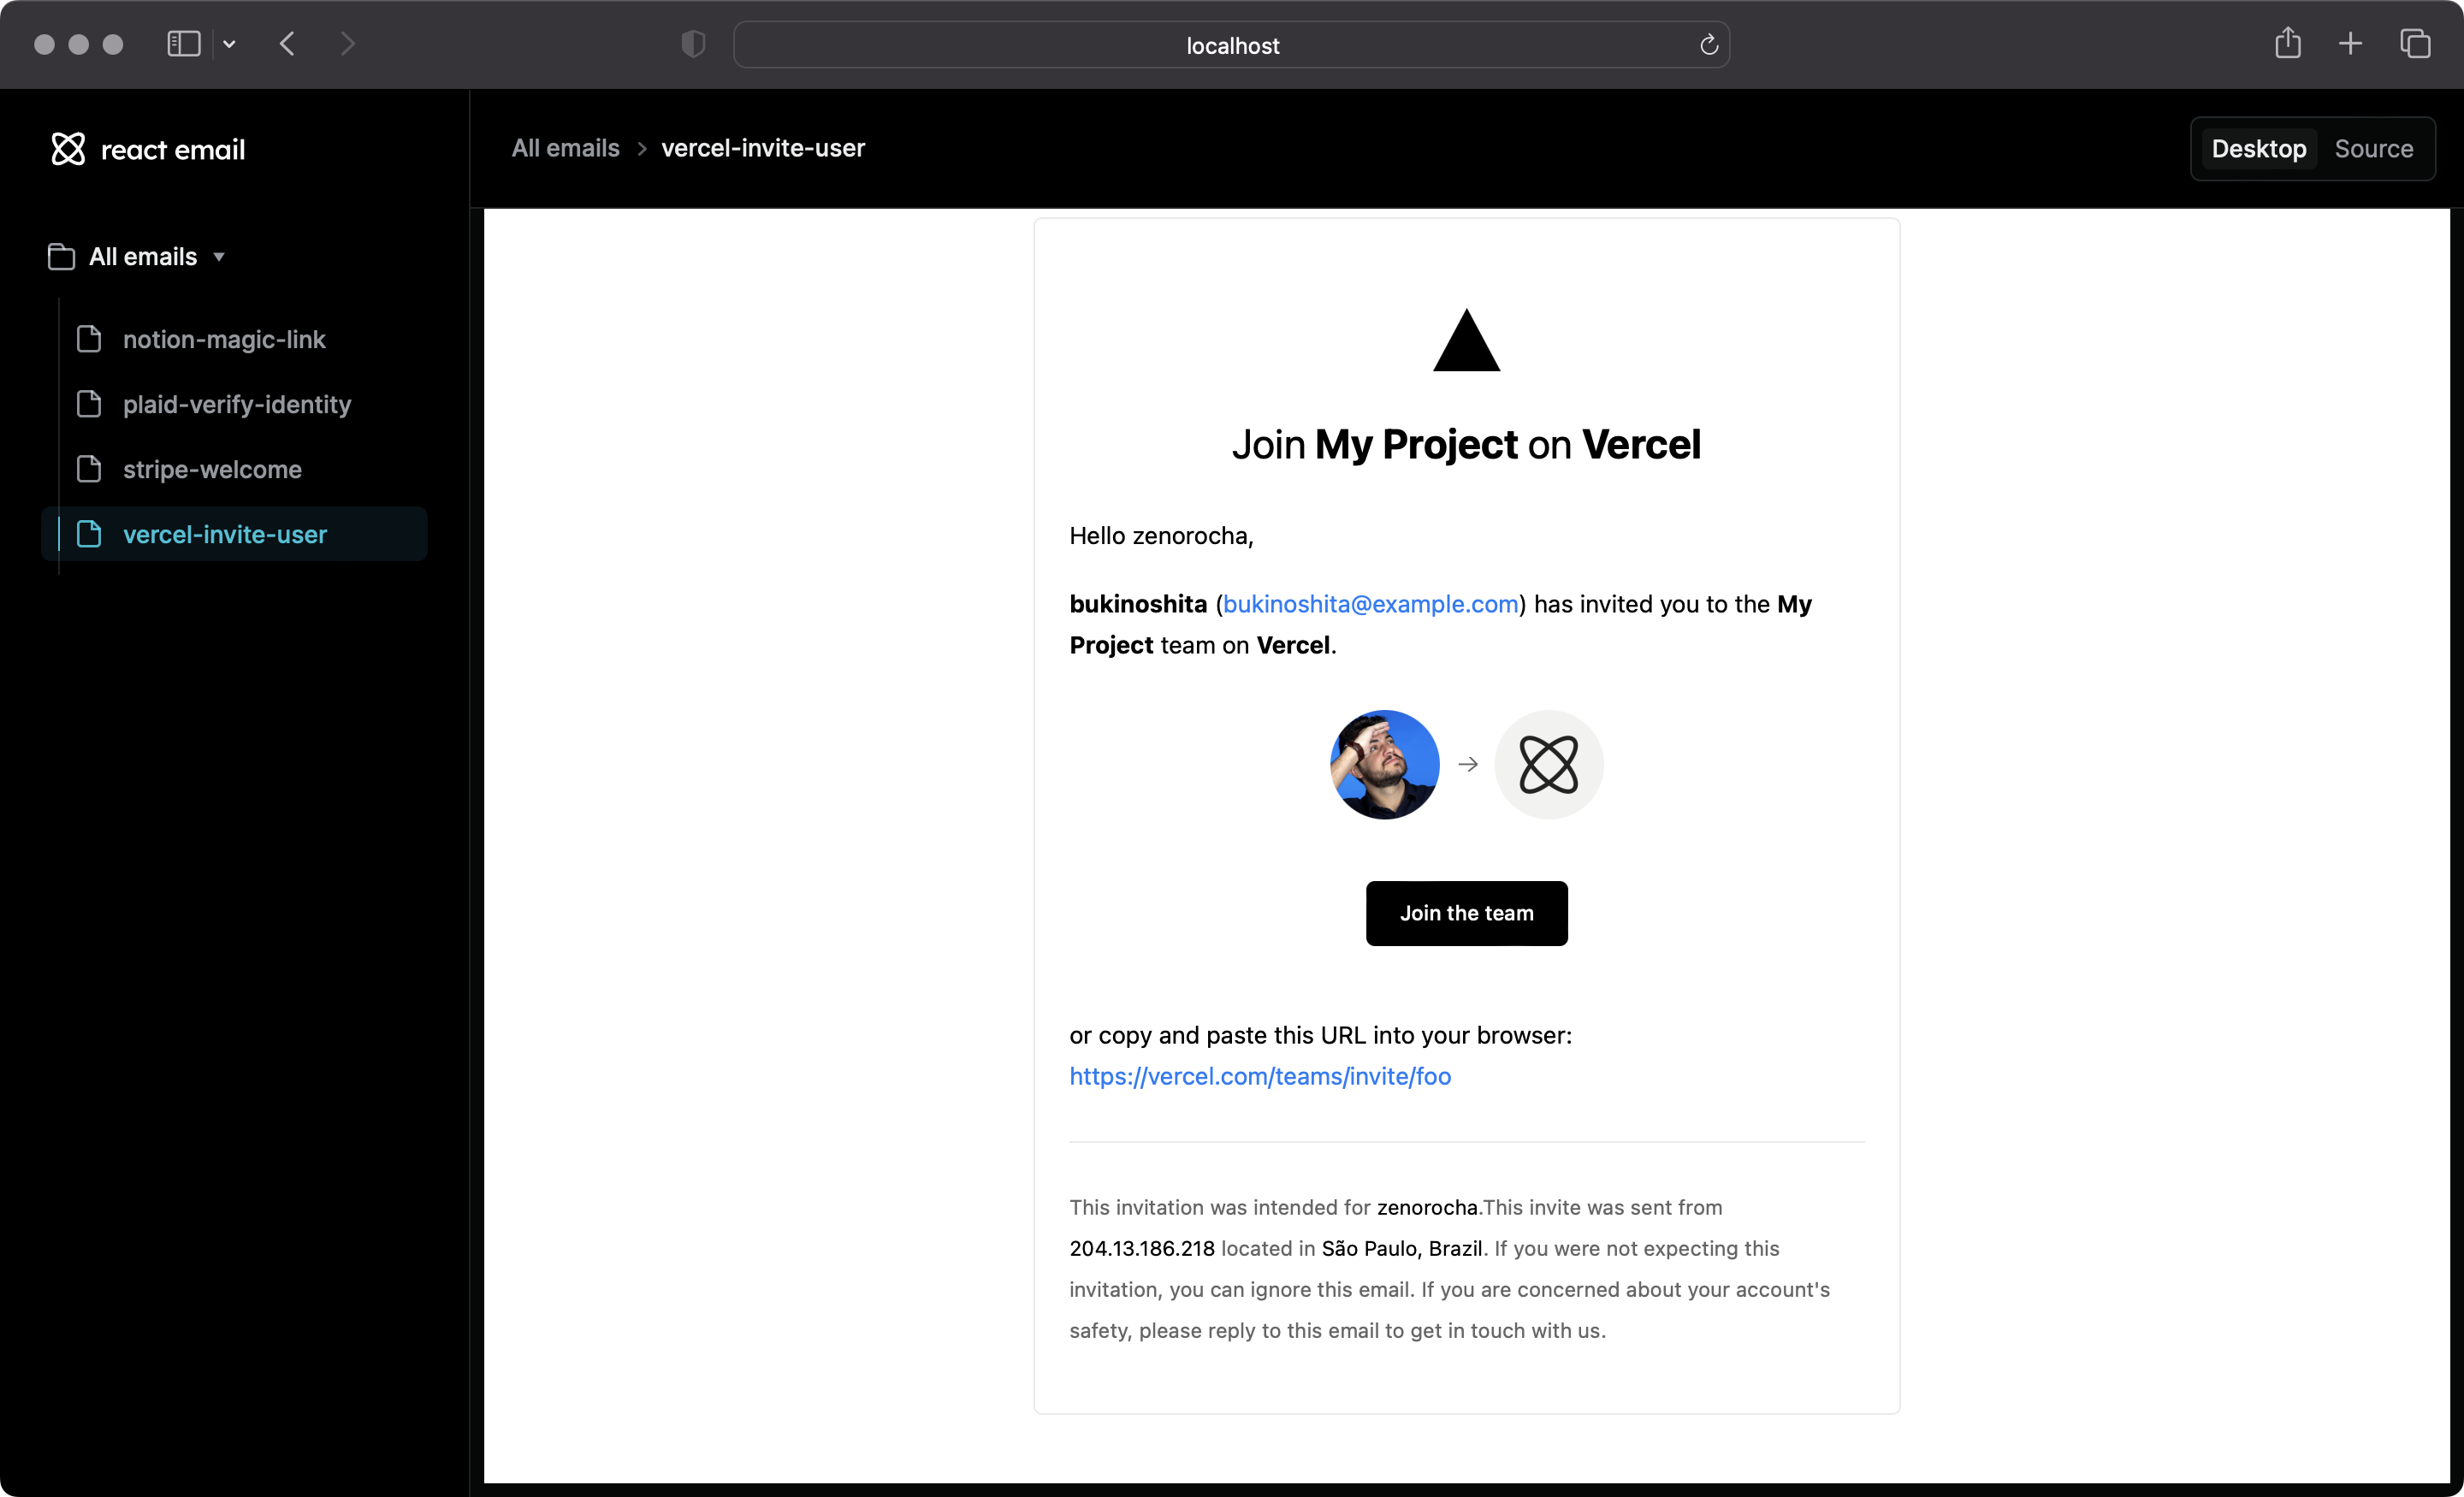 localhost
react email
All emails
notion-magic-link
plaid-verify-identity
stripe-welcome
vercel-invite-user
All emails > vercel-invite-user
Desktop Source
Join My Project on Vercel
Hello zenorocha,
bukinoshita (bukinoshita@example.com) has invited you to the My
Project team on Vercel.
Join the team
or copy and paste this URL into your browser:
https://vercel.com/teams/invite/foo
This invitation was intended for zenorocha.This invite was sent from
204.13.186.218 located in São Paulo, Brazil. If you were not expecting this
invitation, you can ignore this email. If you are concerned about your account's
safety, please reply to this email to get in touch with us.